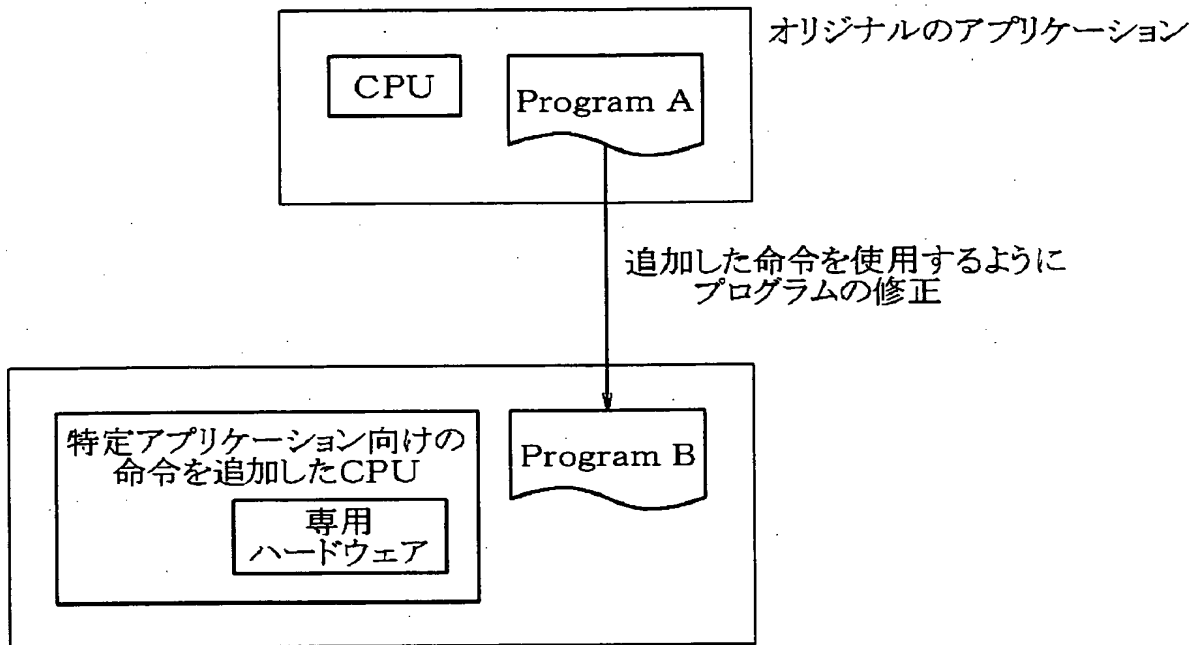 オリジナルのアプリケーション
CPU
Program A
追加した命令を使用するように
プログラムの修正
特定アプリケーション向けの
命令を追加したCPU
専用
ハードウェア
Program B